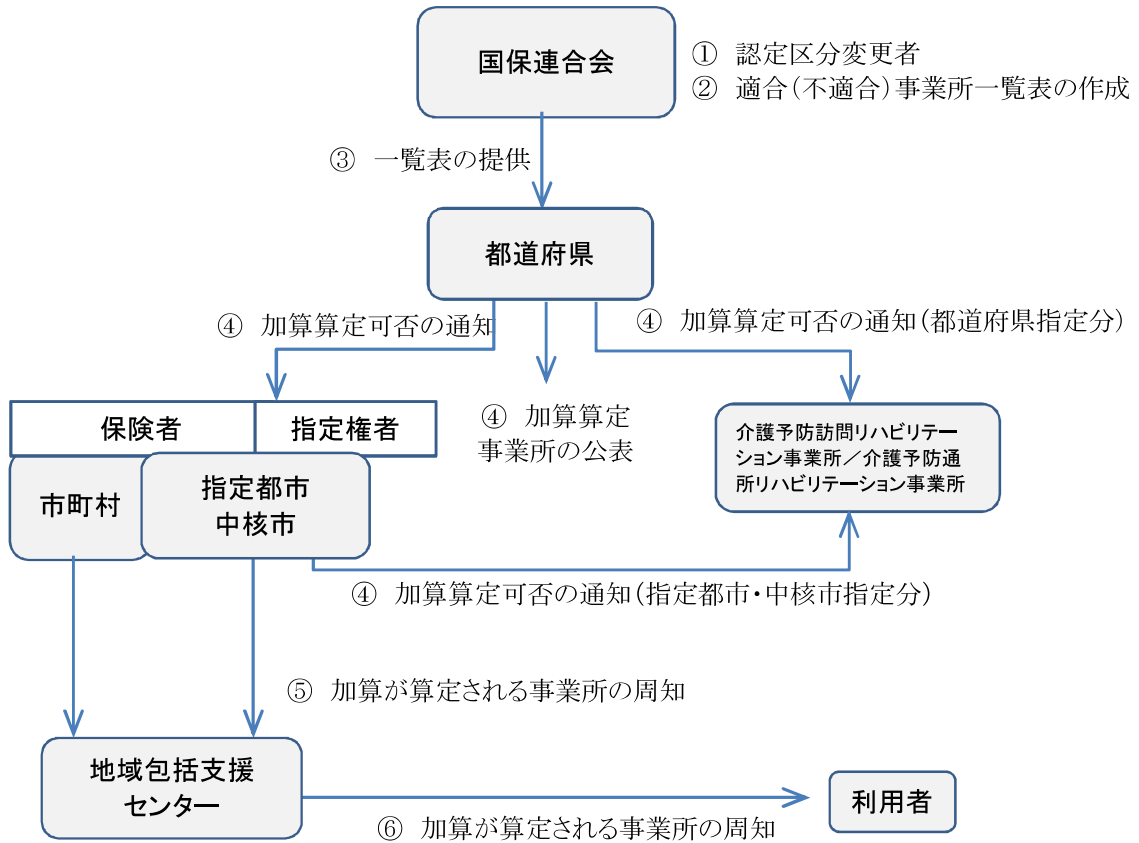 国保連合会
① 認定区分変更者
② 適合(不適合)事業所一覧表の作成
③ 一覧表の提供
都道府県
④ 加算算定可否の通知
④ 加算算定可否の通知(都道府県指定分)
④ 加算算定
事業所の公表
保険者
指定権者
介護予防訪問リハビリテー
ション事業所／介護予防通
所リハビリテーション事業所
市町村
指定都市
中核市
④ 加算算定可否の通知(指定都市・中核市指定分)
⑤ 加算が算定される事業所の周知
地域包括支援
センター
利用者
⑥ 加算が算定される事業所の周知